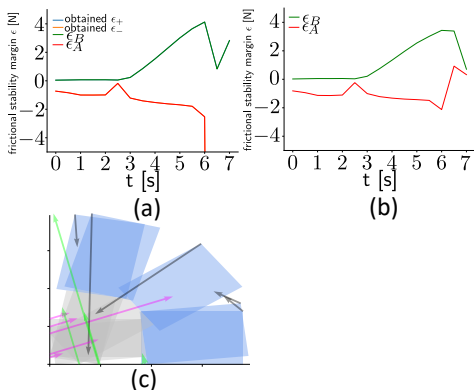 frictional stability margin ϵ [N]
4
2
0
−2
−4
obtained ϵ+
obtained ϵ−
ϵB
ϵA
0 1 2 3 4 5 6 7
t [s]
(a)
frictional stability margin ϵ [N]
4
2
0
−2
−4
ϵB
ϵA
0 1 2 3 4 5 6 7
t [s]
(b)
(c)